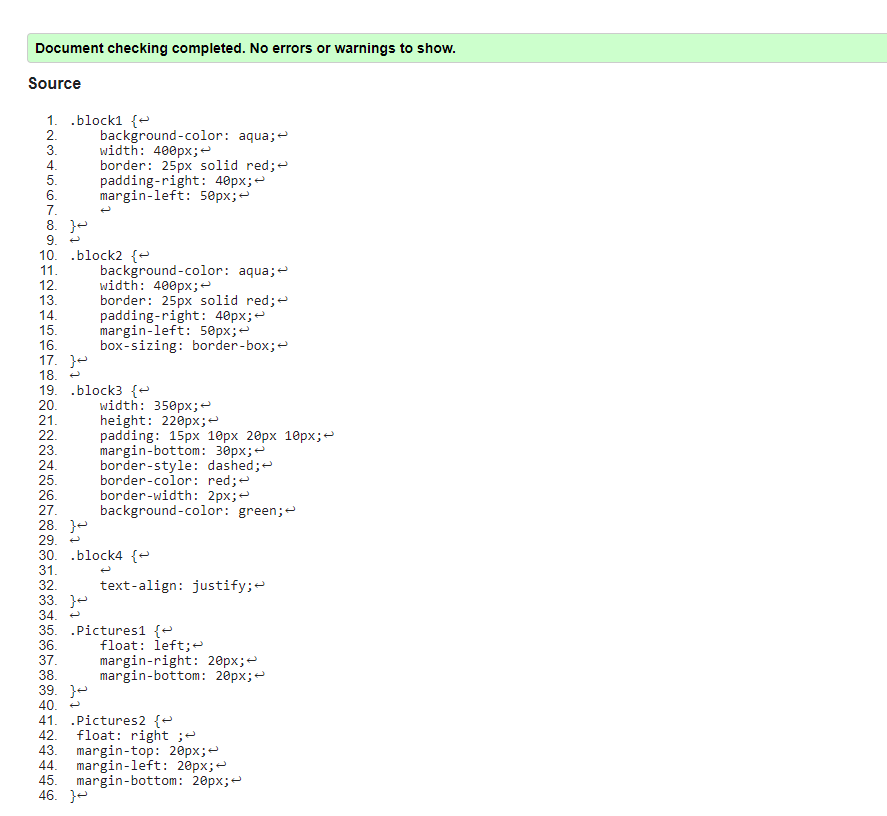 Document checking completed. No errors or warnings to show.
Source
1. .block1 {↩
2.     background-color: aqua;↩
3.     width: 400px;↩
4.     border: 25px solid red;↩
5.     padding-right: 40px;↩
6.     margin-left: 50px;↩
7.     ↩
8. }↩
9. ↩
10. .block2 {↩
11.     background-color: aqua;↩
12.     width: 400px;↩
13.     border: 25px solid red;↩
14.     padding-right: 40px;↩
15.     margin-left: 50px;↩
16.     box-sizing: border-box;↩
17. }↩
18. ↩
19. .block3 {↩
20.     width: 350px;↩
21.     height: 220px;↩
22.     padding: 15px 10px 20px 10px;↩
23.     margin-bottom: 30px;↩
24.     border-style: dashed;↩
25.     border-color: red;↩
26.     border-width: 2px;↩
27.     background-color: green;↩
28. }↩
29. ↩
30. .block4 {↩
31.     ↩
32.     text-align: justify;↩
33. }↩
34. ↩
35. .Pictures1 {↩
36.     float: left;↩
37.     margin-right: 20px;↩
38.     margin-bottom: 20px;↩
39. }↩
40. ↩
41. .Pictures2 {↩
42.  float: right ;↩
43.  margin-top: 20px;↩
44.  margin-left: 20px;↩
45.  margin-bottom: 20px;↩
46. }↩